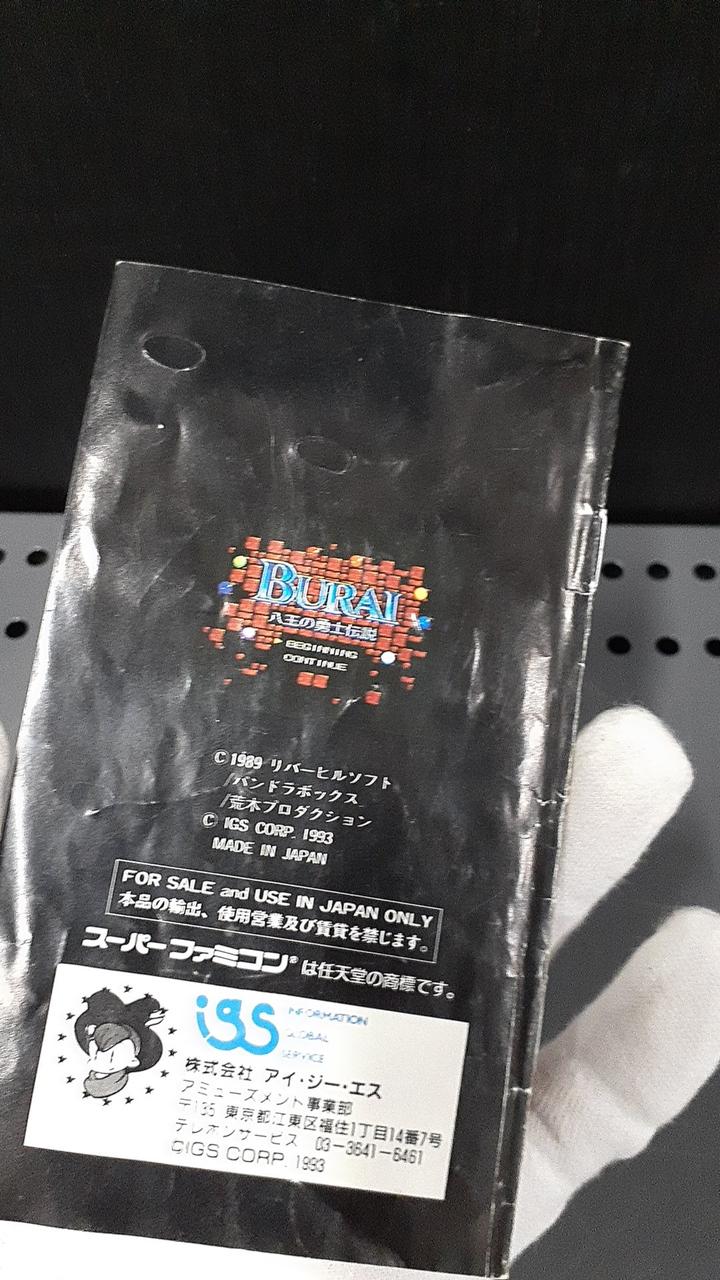 BURAI
八玉の勇士伝説
BEGINNING
CONTINUE
©1989 リバーヒルソフト
/パンドラボックス
/荒木プロダクション
© IGS CORP. 1993
MADE IN JAPAN
FOR SALE and USE IN JAPAN ONLY
本品の輸出、使用営業及び賃貸を禁じます。
スーパーファミコン®は任天堂の商標です。
igs INFORMATION
GLOBAL
SERVICE
株式会社 アイ・ジー・エス
アミューズメント事業部
〒135 東京都江東区福住1丁目14番7号
テレホンサービス 03-3641-6461
©IGS CORP. 1993